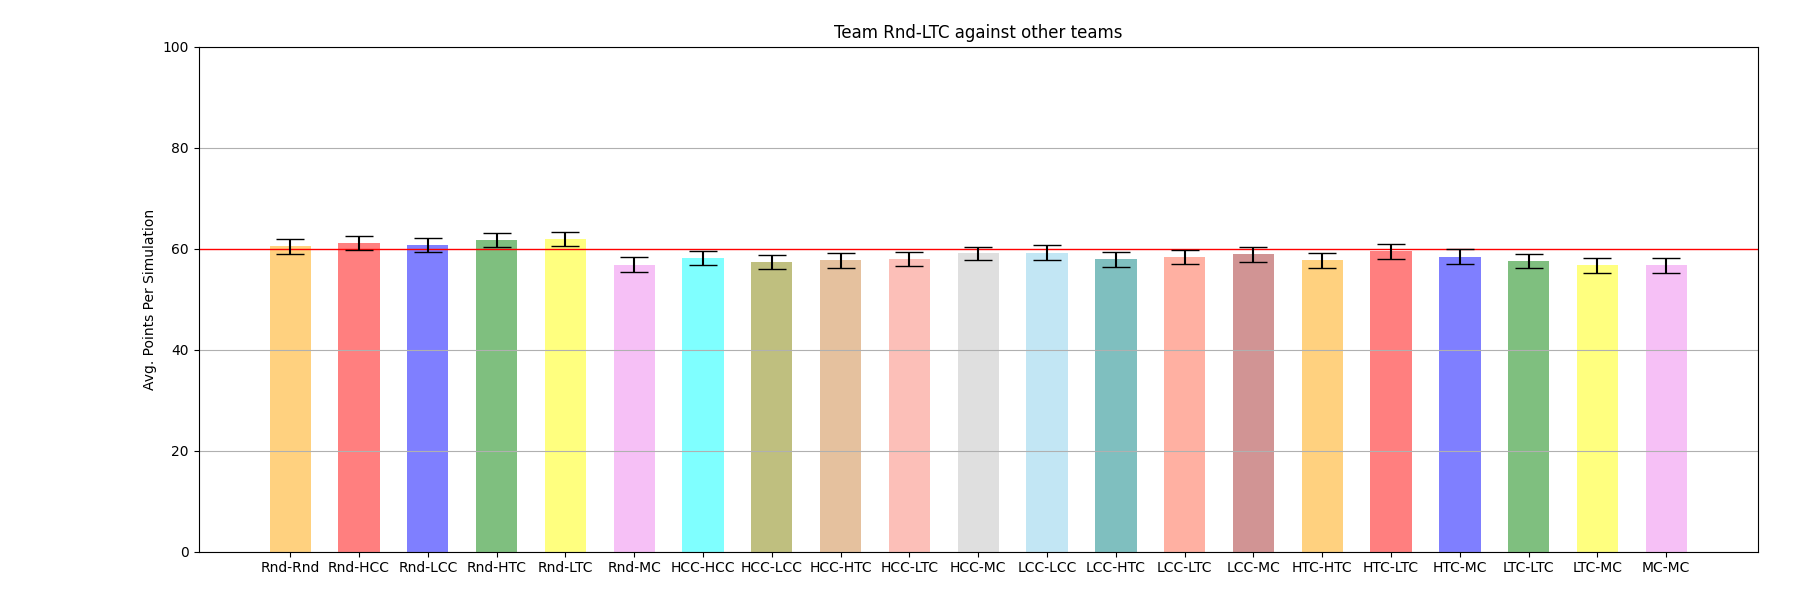 Team Rnd-LTC against other teams
Avg. Points Per Simulation
100
80
60
40
20
0
Rnd-Rnd Rnd-HCC Rnd-LCC Rnd-HTC Rnd-LTC Rnd-MC HCC-HCC HCC-LCC HCC-HTC HCC-LTC HCC-MC LCC-LCC LCC-HTC LCC-LTC LCC-MC HTC-HTC HTC-LTC HTC-MC LTC-LTC LTC-MC MC-MC